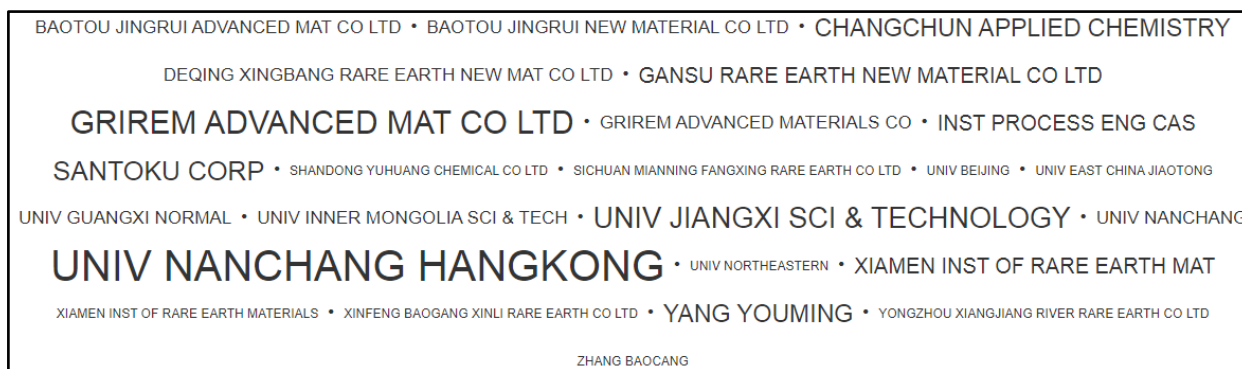 BAOTOU JINGRUI ADVANCED MAT CO LTD • BAOTOU JINGRUI NEW MATERIAL CO LTD • CHANGCHUN APPLIED CHEMISTRY
DEQING XINGBANG RARE EARTH NEW MAT CO LTD • GANSU RARE EARTH NEW MATERIAL CO LTD
GRIREM ADVANCED MAT CO LTD • GRIREM ADVANCED MATERIALS CO • INST PROCESS ENG CAS
SANTOKU CORP • SHANDONG YUHUANG CHEMICAL CO LTD • SICHUAN MIANNING FANGXING RARE EARTH CO LTD • UNIV BEIJING • UNIV EAST CHINA JIAOTONG
UNIV GUANGXI NORMAL • UNIV INNER MONGOLIA SCI & TECH • UNIV JIANGXI SCI & TECHNOLOGY • UNIV NANCHANG
UNIV NANCHANG HANGKONG • UNIV NORTHEASTERN • XIAMEN INST OF RARE EARTH MAT
XIAMEN INST OF RARE EARTH MATERIALS • XINFENG BAOGANG XINLI RARE EARTH CO LTD • YANG YOUMING • YONGZHOU XIANGJIANG RIVER RARE EARTH CO LTD
ZHANG BAOCANG